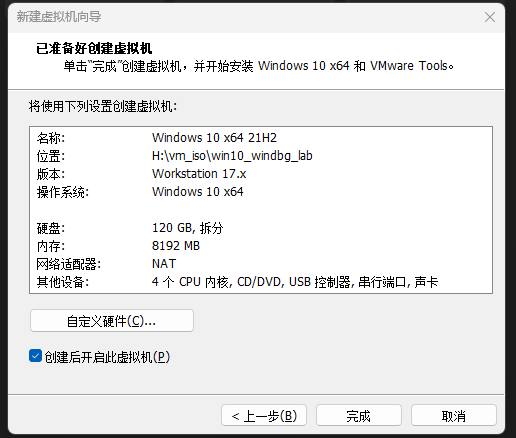 新建虚拟机向导
已准备好创建虚拟机
单击“完成”创建虚拟机，并开始安装 Windows 10 x64 和 VMware Tools。
将使用下列设置创建虚拟机:
名称: Windows 10 x64 21H2
位置: H:\vm_iso\win10_windbg_lab
版本: Workstation 17.x
操作系统: Windows 10 x64
硬盘: 120 GB, 拆分
内存: 8192 MB
网络适配器: NAT
其他设备: 4 个 CPU 内核, CD/DVD, USB 控制器, 串行端口, 声卡
自定义硬件(C)...
创建后开启此虚拟机(P)
< 上一步(B) 完成 取消